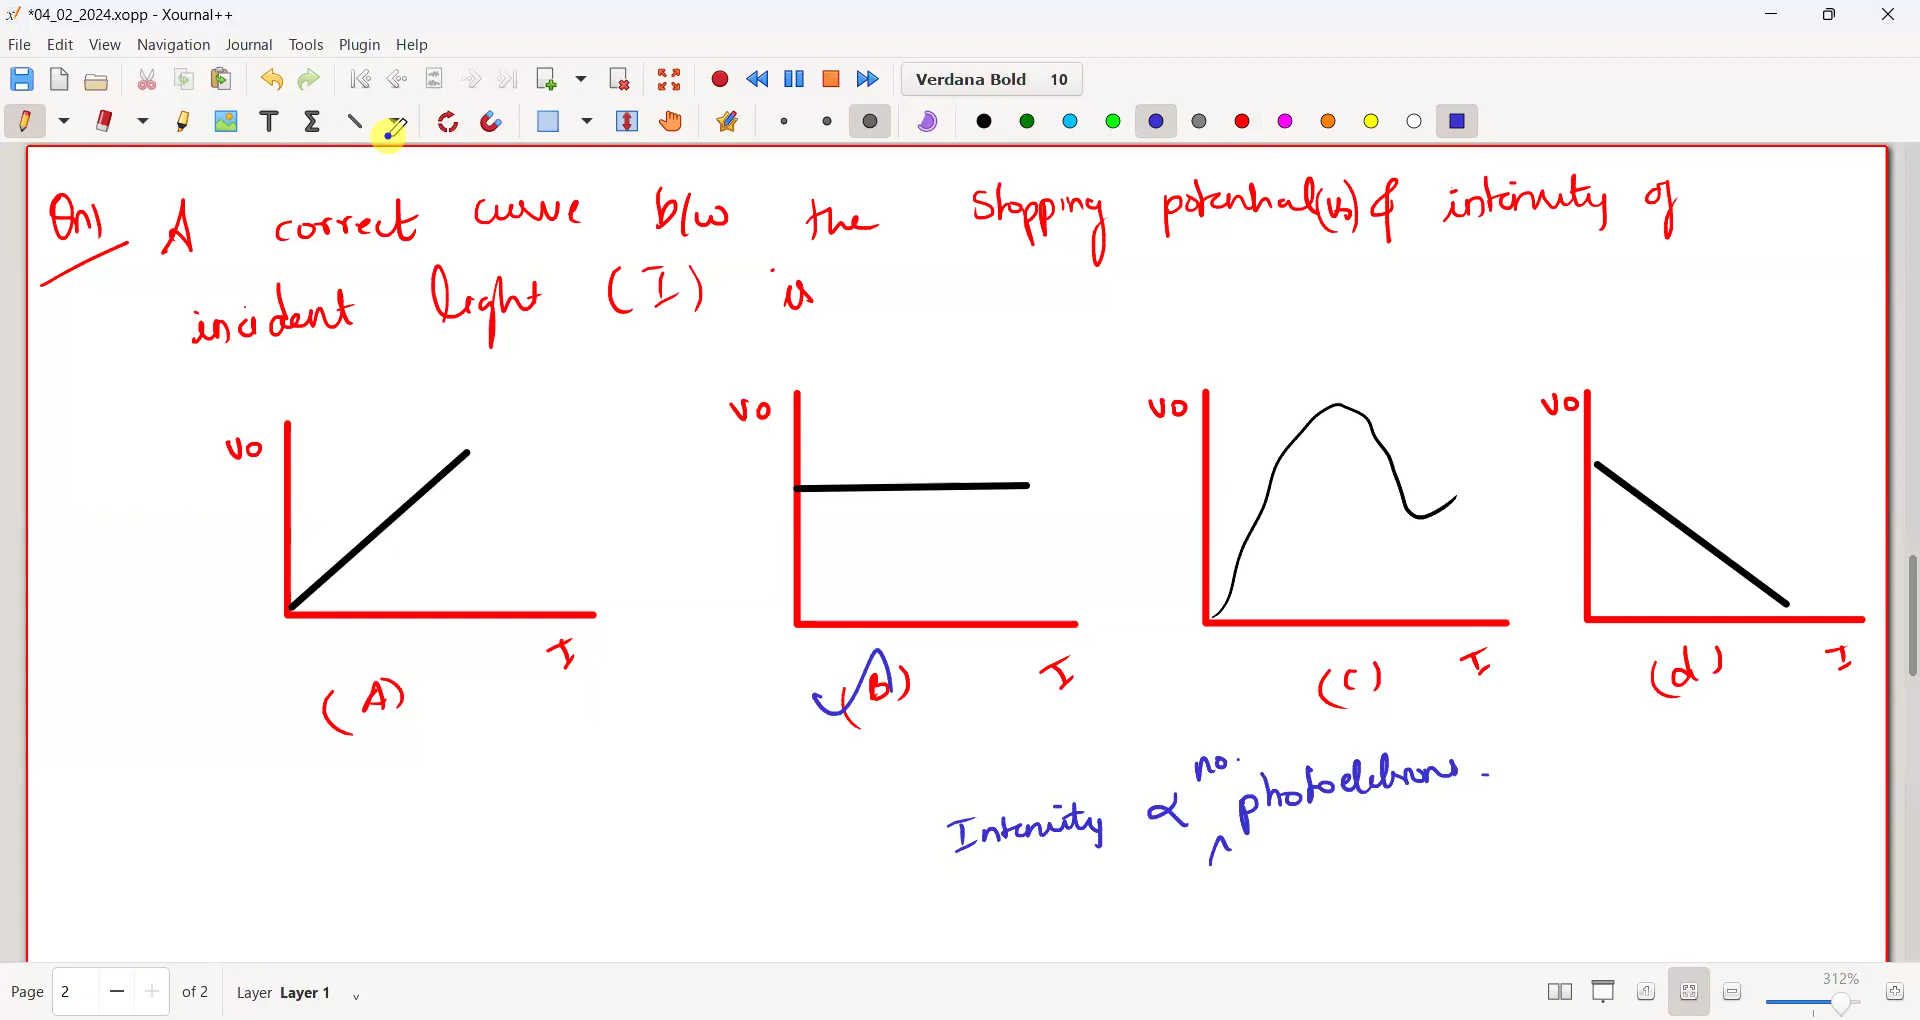 *04_02_2024.xopp - Xournal++
File Edit View Navigation Journal Tools Plugin Help
Verdana Bold 10
Qn1 A correct curve b/w the stopping potential(vo) & intensity of
incident light (I) is
vo
vo
vo
vo
I
I
I
I
(A)
(B)
(c)
(d)
no.
Intensity ∝ ^ photoelectrons.
Page 2 of 2 Layer Layer 1
312%